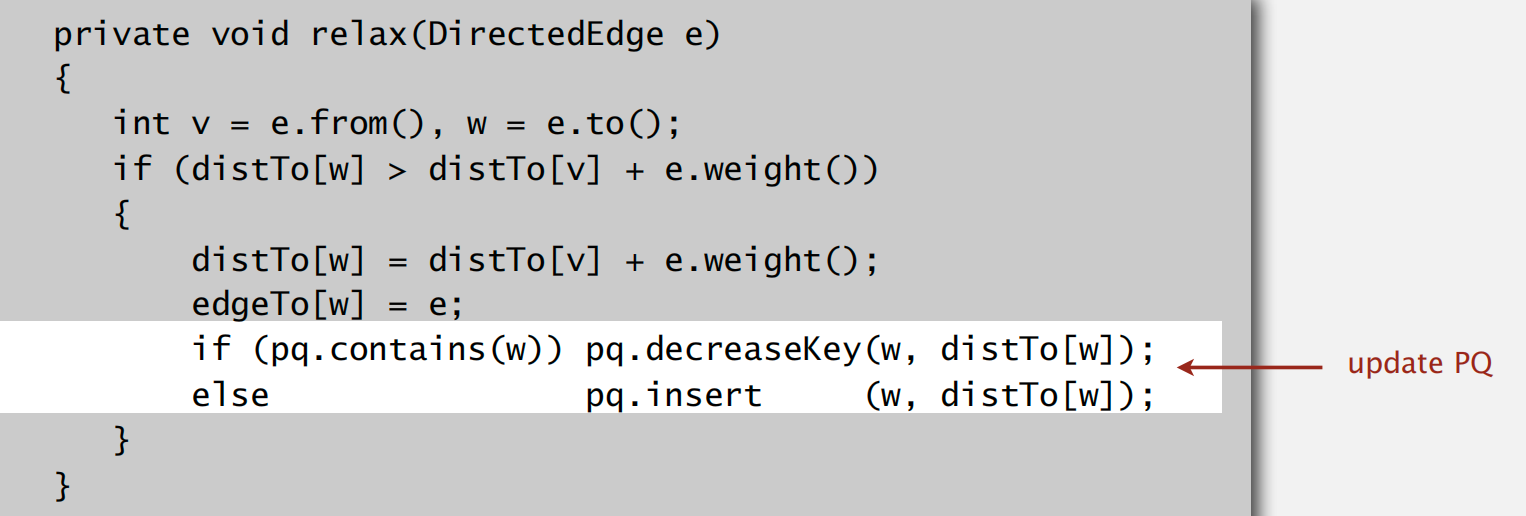 private void relax(DirectedEdge e)
{
   int v = e.from(), w = e.to();
   if (distTo[w] > distTo[v] + e.weight())
   {
       distTo[w] = distTo[v] + e.weight();
       edgeTo[w] = e;
       if (pq.contains(w)) pq.decreaseKey(w, distTo[w]);
       else                pq.insert     (w, distTo[w]);
   }
}
update PQ